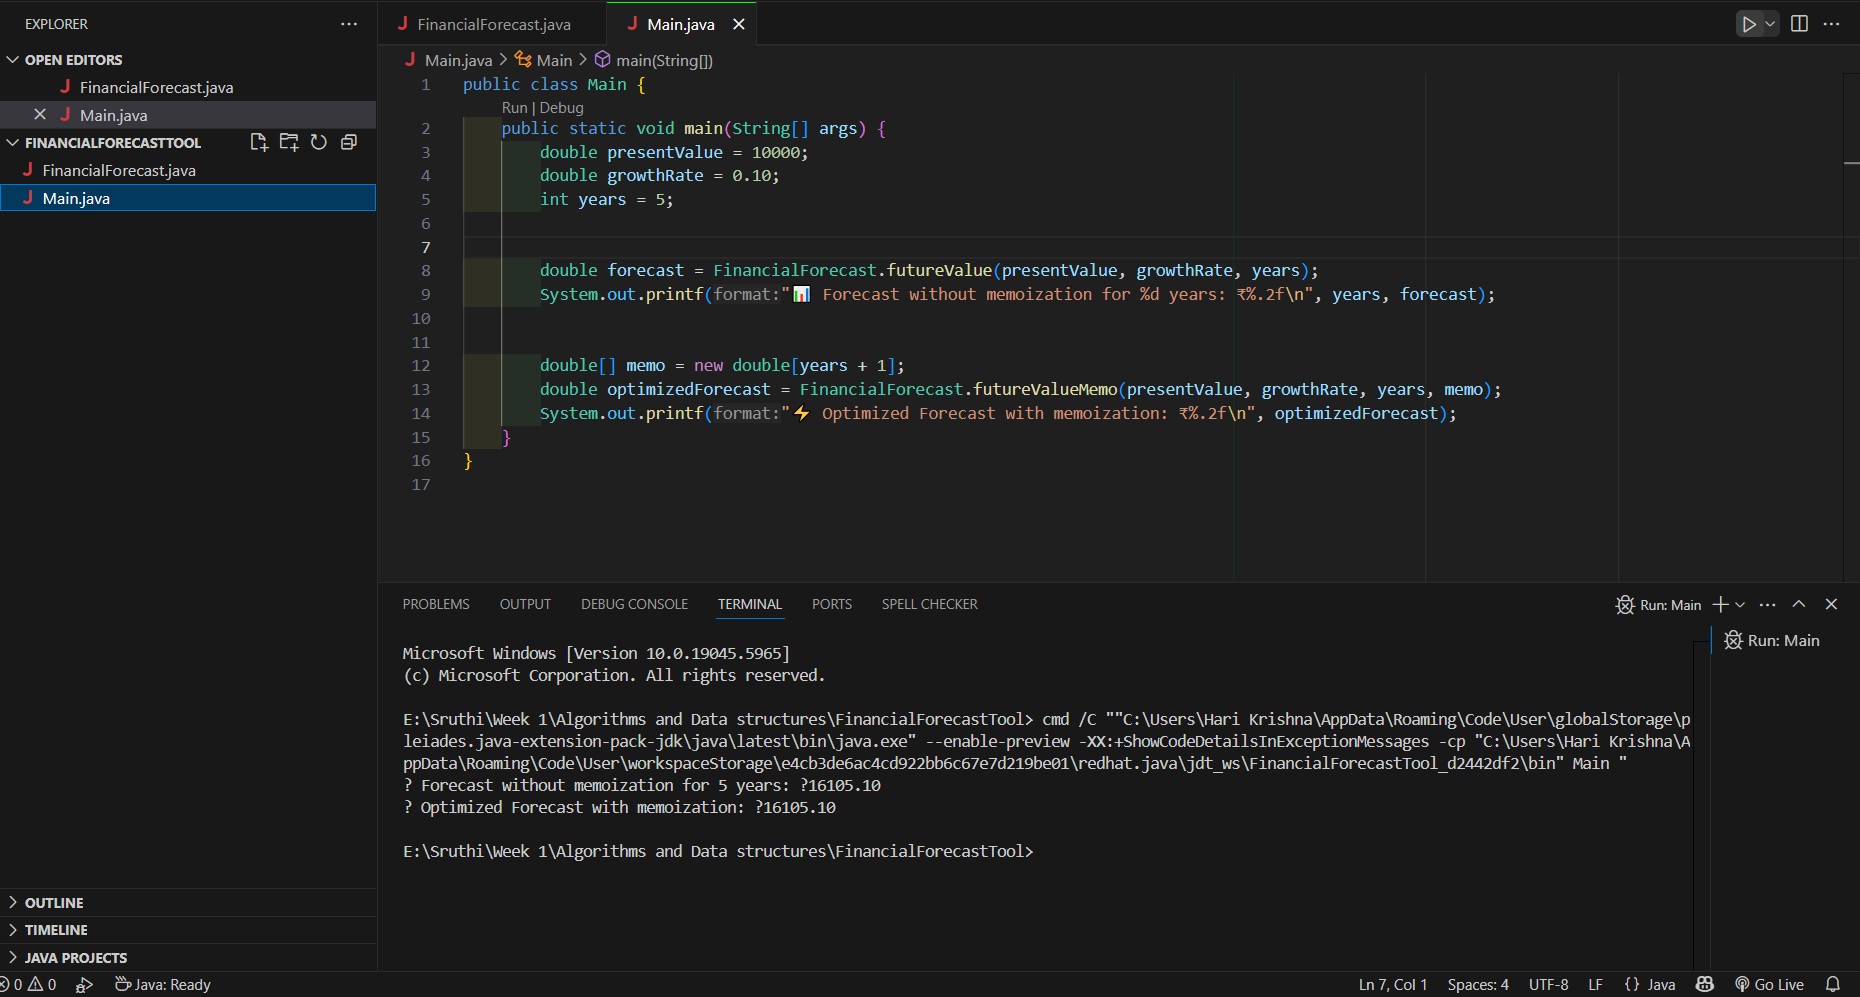 EXPLORER
OPEN EDITORS
FinancialForecast.java
Main.java
FINANCIALFORECASTTOOL
FinancialForecast.java
Main.java
OUTLINE
TIMELINE
JAVA PROJECTS
FinancialForecast.java Main.java
Main.java > Main > main(String[])
1 public class Main {
Run | Debug
2 public static void main(String[] args) {
3 double presentValue = 10000;
4 double growthRate = 0.10;
5 int years = 5;
6
7
8 double forecast = FinancialForecast.futureValue(presentValue, growthRate, years);
9 System.out.printf(format:"📊 Forecast without memoization for %d years: ₹%.2f\n", years, forecast);
10
11
12 double[] memo = new double[years + 1];
13 double optimizedForecast = FinancialForecast.futureValueMemo(presentValue, growthRate, years, memo);
14 System.out.printf(format:"⚡ Optimized Forecast with memoization: ₹%.2f\n", optimizedForecast);
15 }
16 }
17
PROBLEMS OUTPUT DEBUG CONSOLE TERMINAL PORTS SPELL CHECKER
Run: Main
Run: Main
Microsoft Windows [Version 10.0.19045.5965]
(c) Microsoft Corporation. All rights reserved.
E:\Sruthi\Week 1\Algorithms and Data structures\FinancialForecastTool> cmd /C ""C:\Users\Hari Krishna\AppData\Roaming\Code\User\globalStorage\p
leiades.java-extension-pack-jdk\java\latest\bin\java.exe" --enable-preview -XX:+ShowCodeDetailsInExceptionMessages -cp "C:\Users\Hari Krishna\A
ppData\Roaming\Code\User\workspaceStorage\e4cb3de6ac4cd922bb6c67e7d219be01\redhat.java\jdt_ws\FinancialForecastTool_d2442df2\bin" Main "
? Forecast without memoization for 5 years: ?16105.10
? Optimized Forecast with memoization: ?16105.10
E:\Sruthi\Week 1\Algorithms and Data structures\FinancialForecastTool>
0 0 Java: Ready Ln 7, Col 1 Spaces: 4 UTF-8 LF {} Java Go Live